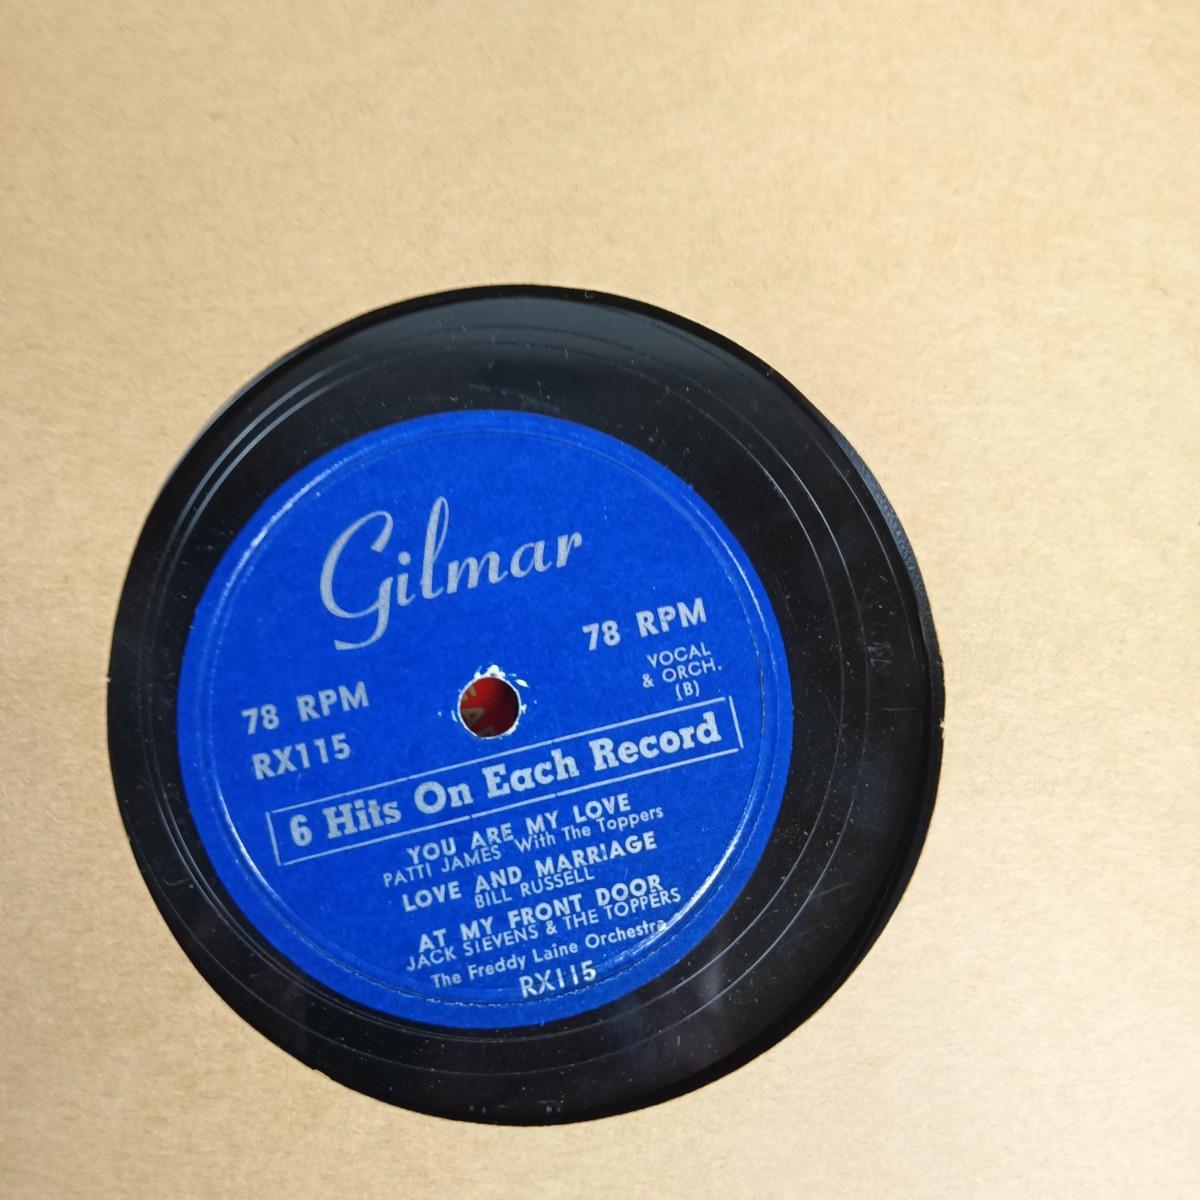 Gilmar
78 RPM
VOCAL
& ORCH.
(B)
78 RPM
RX115
6 Hits On Each Record
YOU ARE MY LOVE
PATTI JAMES With The Toppers
LOVE AND MARRIAGE
BILL RUSSELL
AT MY FRONT DOOR
JACK STEVENS & THE TOPPERS
The Freddy Laine Orchestra
RX115